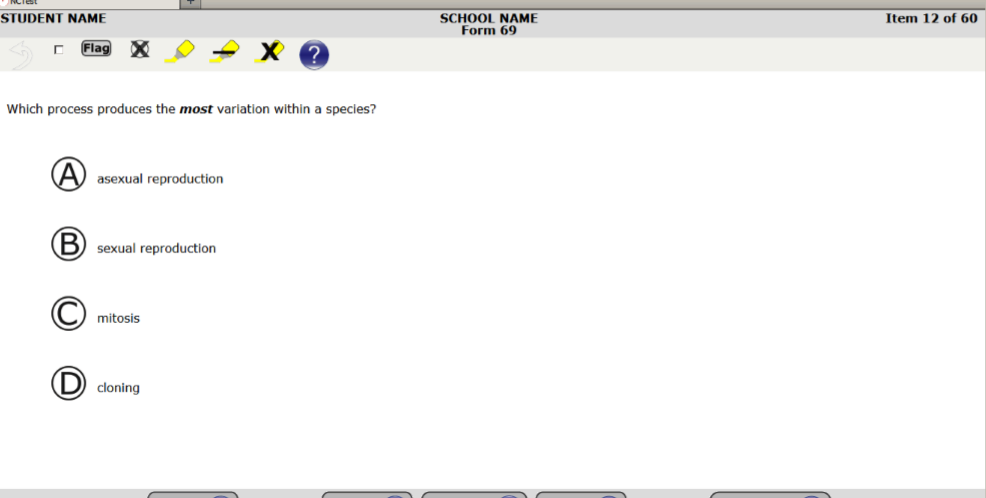 NCTest +
STUDENT NAME SCHOOL NAME Item 12 of 60
Form 69
Flag X X ?
Which process produces the most variation within a species?
A asexual reproduction
B sexual reproduction
C mitosis
D cloning